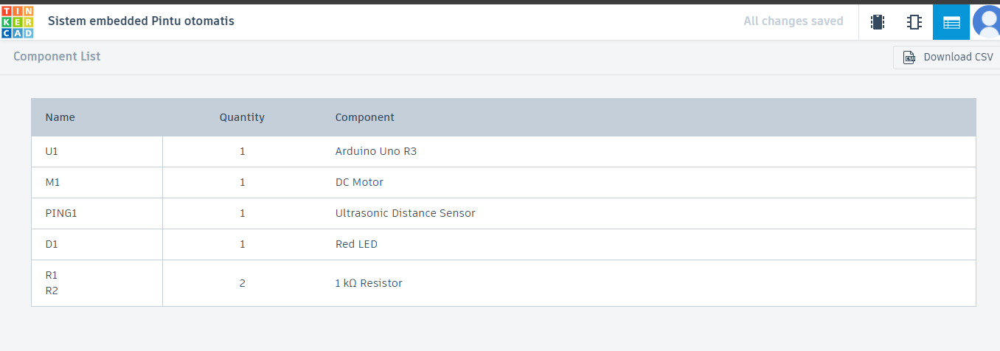 TIN
KER
CAD
Sistem embedded Pintu otomatis
All changes saved
Component List
Download CSV
Name Quantity Component
U1 1 Arduino Uno R3
M1 1 DC Motor
PING1 1 Ultrasonic Distance Sensor
D1 1 Red LED
R1
R2 2 1 kΩ Resistor